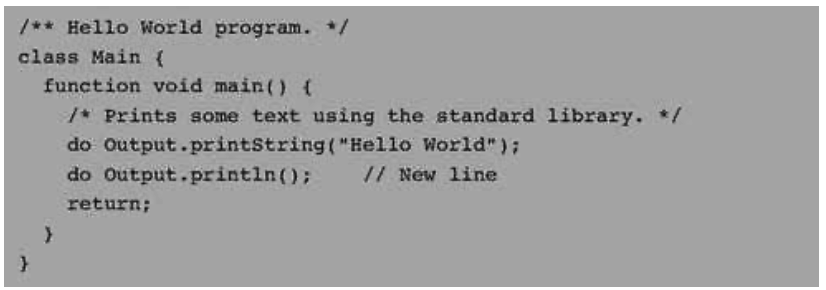 /** Hello World program. */
class Main {
  function void main() {
    /* Prints some text using the standard library. */
    do Output.printString("Hello World");
    do Output.println();    // New line
    return;
  }
}